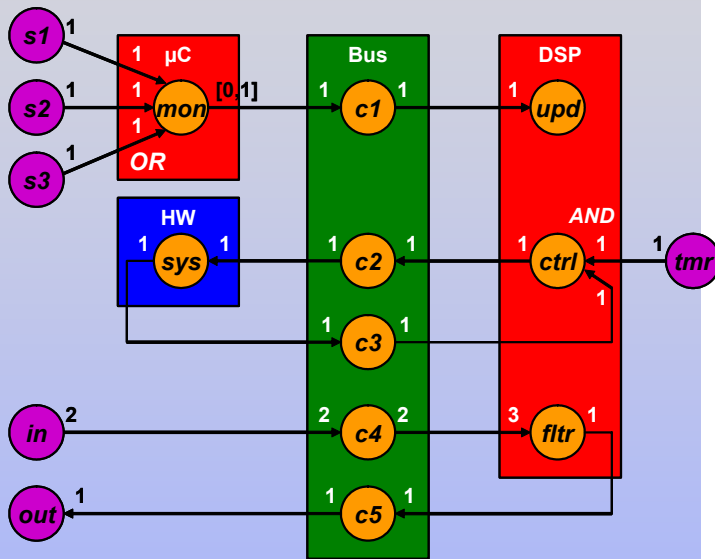 s1 1
1 µC Bus DSP
s2 1 1 mon [0,1] 1 c1 1 1 upd
1
s3 1 OR
HW AND
1 sys 1 1 c2 1 1 ctrl 1 1 tmr
1
1 c3 1
in 2 2 c4 2 3 fltr 1
out 1 1 c5 1